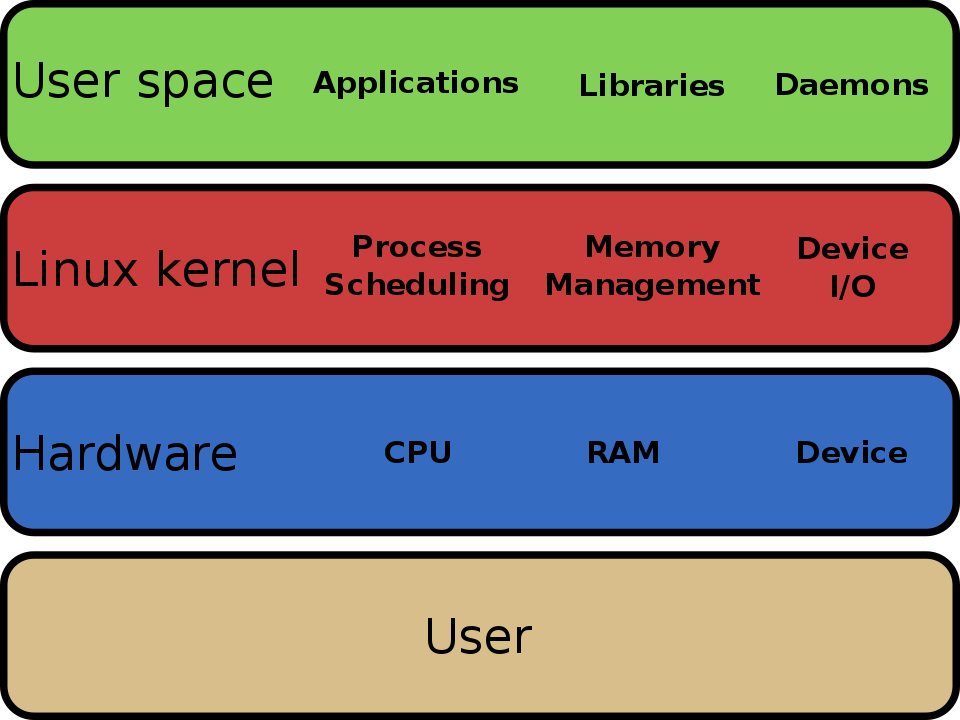 User space Applications Libraries Daemons
Linux kernel Process Scheduling Memory Management Device I/O
Hardware CPU RAM Device
User